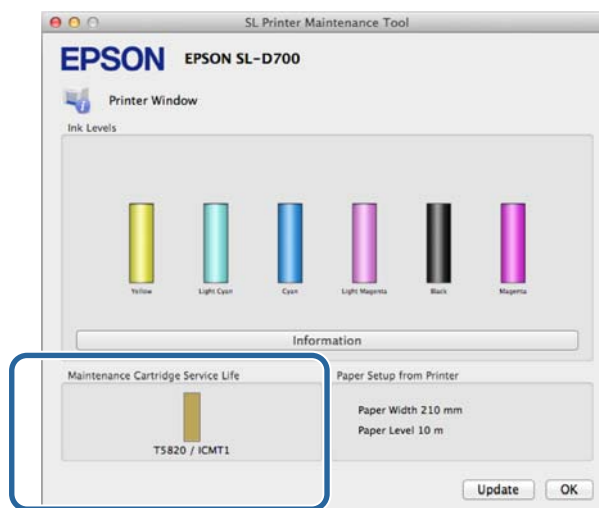 SL Printer Maintenance Tool
EPSON EPSON SL-D700
Printer Window
Ink Levels
Yellow Light Cyan Cyan Light Magenta Black Magenta
Information
Maintenance Cartridge Service Life Paper Setup from Printer
Paper Width 210 mm
Paper Level 10 m
T5820 / ICMT1
Update OK